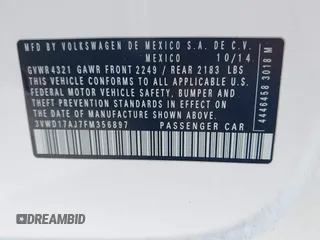 MFD BY VOLKSWAGEN DE MEXICO S.A. DE C.V.
MEXICO 10/14
GVWR 4321 GAWR FRONT 2249 / REAR 2183 LBS
THIS VEHICLE CONFORMS TO ALL APPLICABLE
FEDERAL MOTOR VEHICLE SAFETY, BUMPER AND
THEFT PREVENTION STANDARDS IN EFFECT ON THE
DATE OF MANUFACTURE SHOWN ABOVE.
3VWD17AJ7FM356897 PASSENGER CAR
4446458 3018 M
DREAMBID
DREAMBID